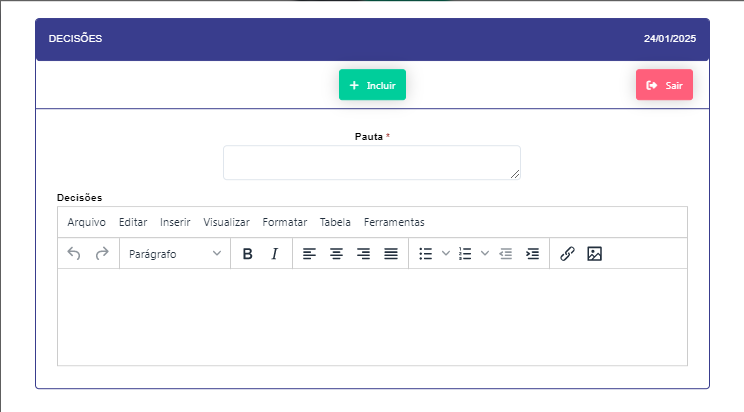 DECISÕES 24/01/2025
+ Incluir Sair
Pauta *
Decisões
Arquivo Editar Inserir Visualizar Formatar Tabela Ferramentas
Parágrafo B I